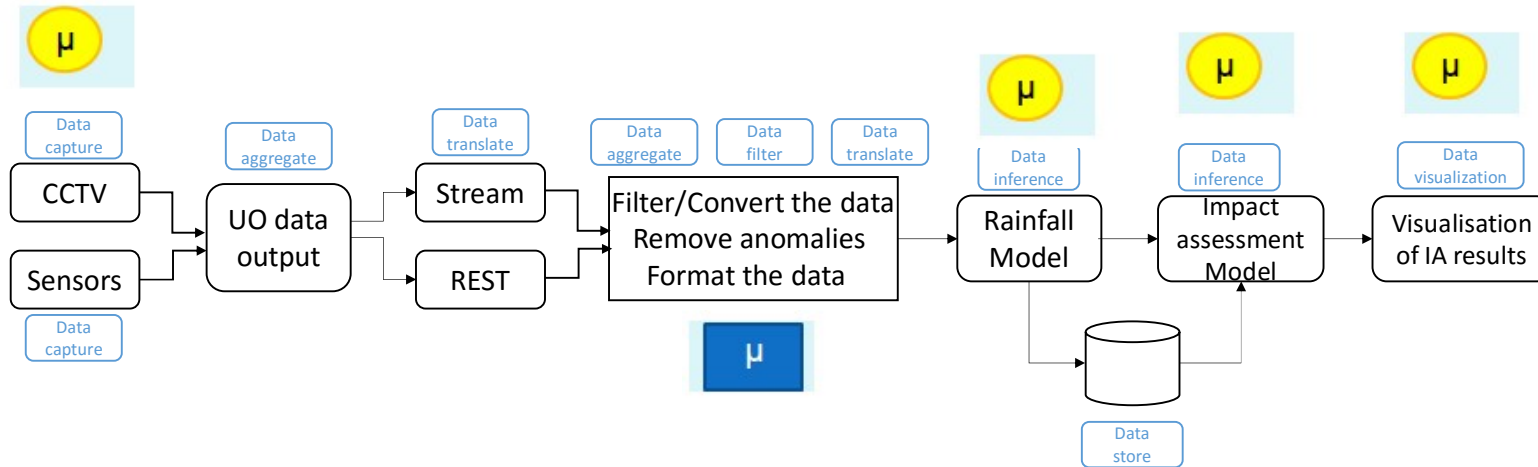 μ
Data
capture
CCTV
Sensors
Data
capture
Data
aggregate
UO data
output
Data
translate
Stream
REST
Data
aggregate
Data
filter
Data
translate
Filter/Convert the data
Remove anomalies
Format the data
μ
μ
Data
inference
Rainfall
Model
Data
store
μ
Data
inference
Impact
assessment
Model
μ
Data
visualization
Visualisation
of IA results